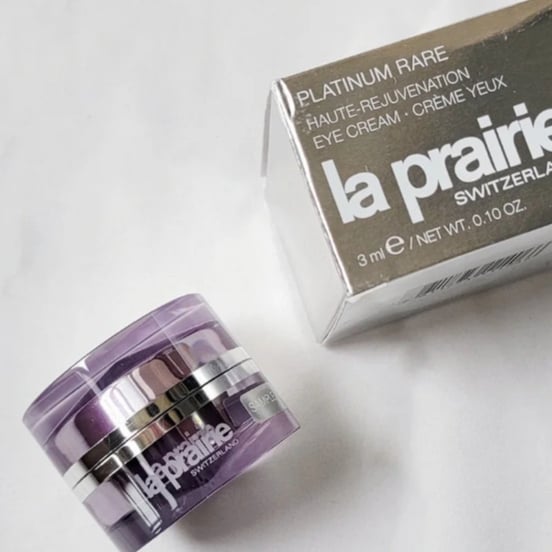 PLATINUM RARE
HAUTE-REJUVENATION
EYE CREAM · CRÈME YEUX
la prairie
SWITZERLAND
3 ml ℮ / NET WT. 0.10 OZ.
la prairie
SWITZERLAND